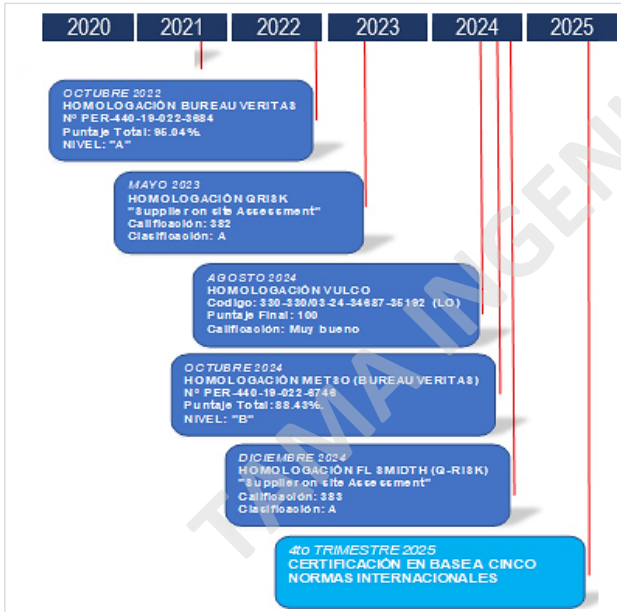 2020 2021 2022 2023 2024 2025
OCTUBRE 2022
HOMOLOGACIÓN BUREAU VERITAS
Nº PER-440-19-022-3684
Puntaje Total: 95.04%.
NIVEL: "A"
MAYO 2023
HOMOLOGACIÓN QRISK
"Supplier on site Assessment"
Calificación: 382
Clasificación: A
AGOSTO 2024
HOMOLOGACIÓN VULCO
Codigo: 330-330/03-24-34687-35192 (LO)
Puntaje Final: 100
Calificación: Muy bueno
OCTUBRE 2024
HOMOLOGACIÓN METSO (BUREAU VERITAS)
Nº PER-440-19-022-6746
Puntaje Total: 88.43%.
NIVEL: "B"
DICIEMBRE 2024
HOMOLOGACIÓN FL SMIDTH (Q-RISK)
"Supplier on site Assessment"
Calificación: 383
Clasificación: A
4to TRIMESTRE 2025
CERTIFICACIÓN EN BASE A CINCO
NORMAS INTERNACIONALES
TAMA INGENI